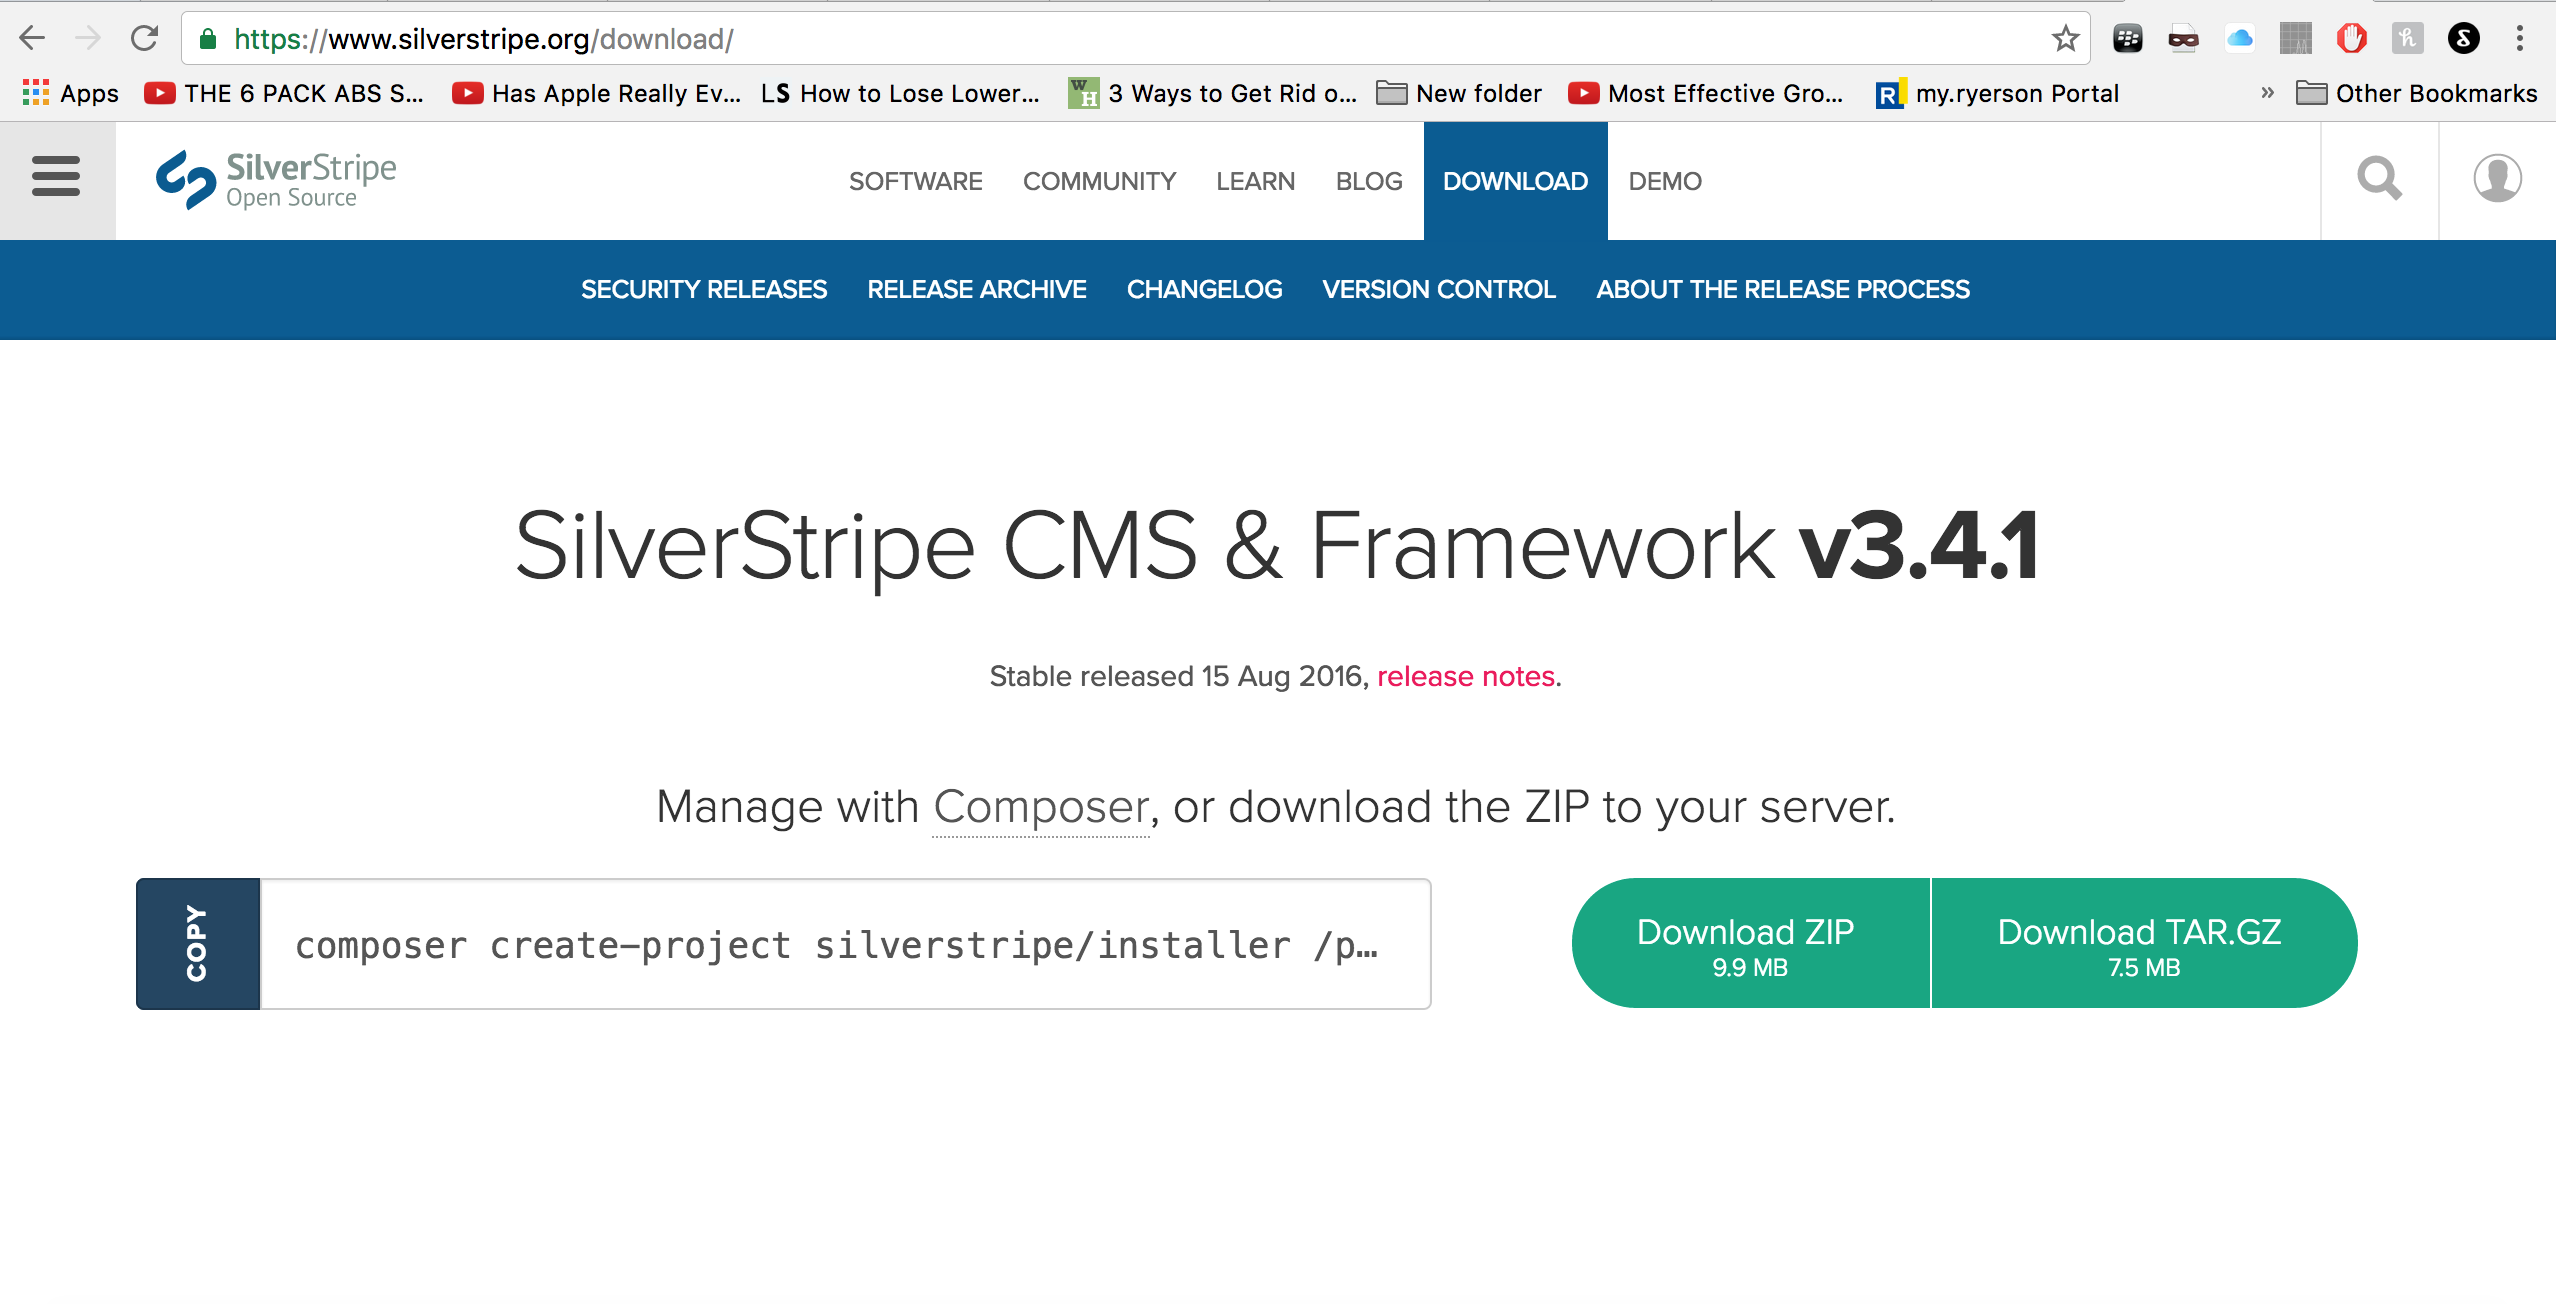 https://www.silverstripe.org/download/
Apps THE 6 PACK ABS S... Has Apple Really Ev... LS How to Lose Lower... WH 3 Ways to Get Rid o... New folder Most Effective Gro... R my.ryerson Portal » Other Bookmarks
SilverStripe
Open Source
SOFTWARE COMMUNITY LEARN BLOG DOWNLOAD DEMO
SECURITY RELEASES RELEASE ARCHIVE CHANGELOG VERSION CONTROL ABOUT THE RELEASE PROCESS
SilverStripe CMS & Framework v3.4.1
Stable released 15 Aug 2016, release notes.
Manage with Composer, or download the ZIP to your server.
COPY
composer create-project silverstripe/installer /p…
Download ZIP
9.9 MB
Download TAR.GZ
7.5 MB